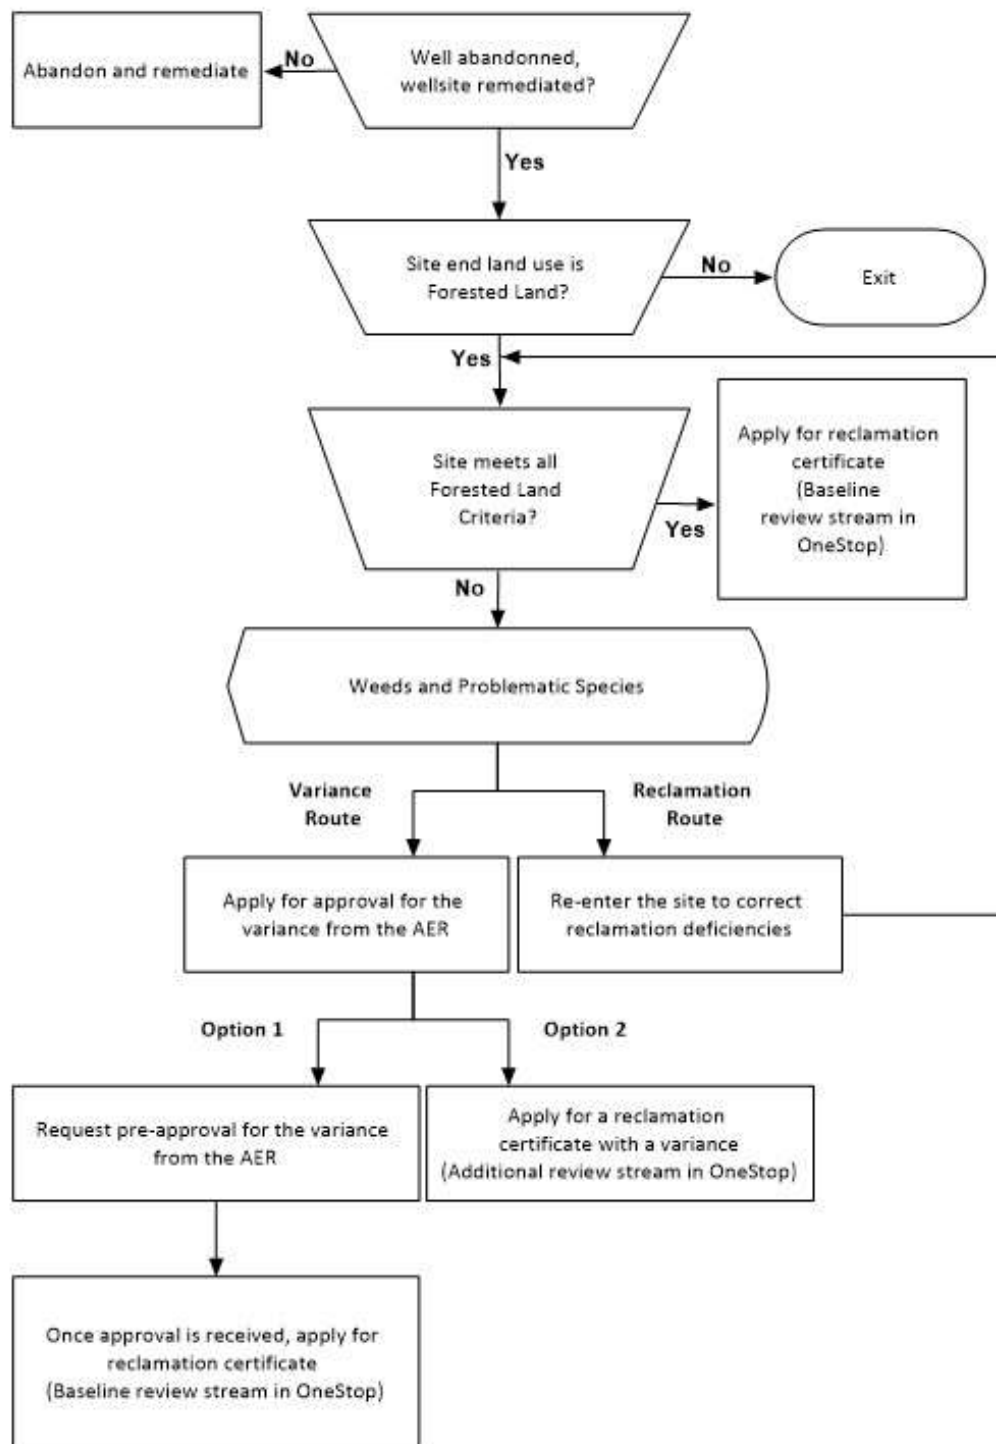 Abandon and remediate
No
Well abandonned,
wellsite remediated?
Yes
Site end land use is
Forested Land?
No
Exit
Yes
Site meets all
Forested Land
Criteria?
Yes
Apply for reclamation
certificate
(Baseline
review stream in
OneStop)
No
Weeds and Problematic Species
Variance
Route
Reclamation
Route
Apply for approval for the
variance from the AER
Re-enter the site to correct
reclamation deficiencies
Option 1
Option 2
Request pre-approval for the variance
from the AER
Apply for a reclamation
certificate with a variance
(Additional review stream in OneStop)
Once approval is received, apply for
reclamation certificate
(Baseline review stream in OneStop)